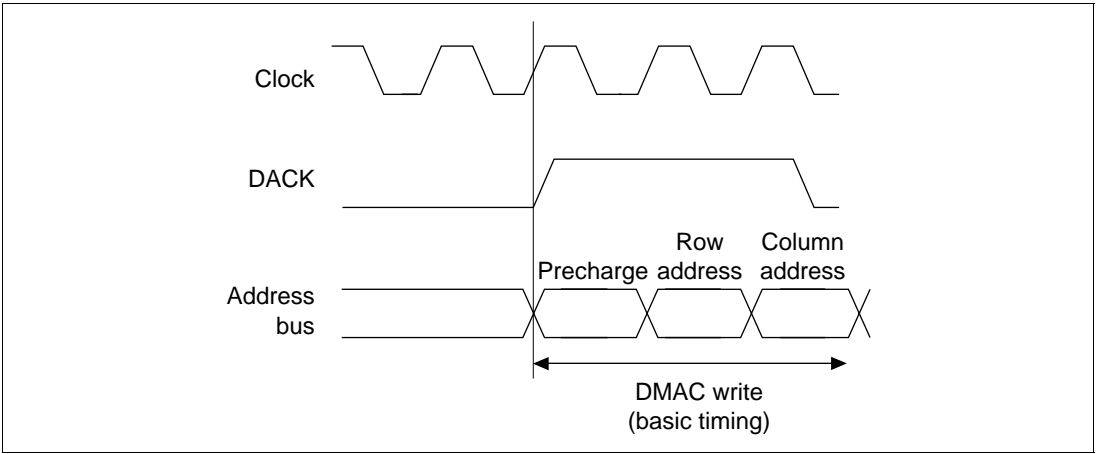 Clock
DACK
Row
Column
Precharge
address
address
Address
bus
DMAC write
(basic timing)